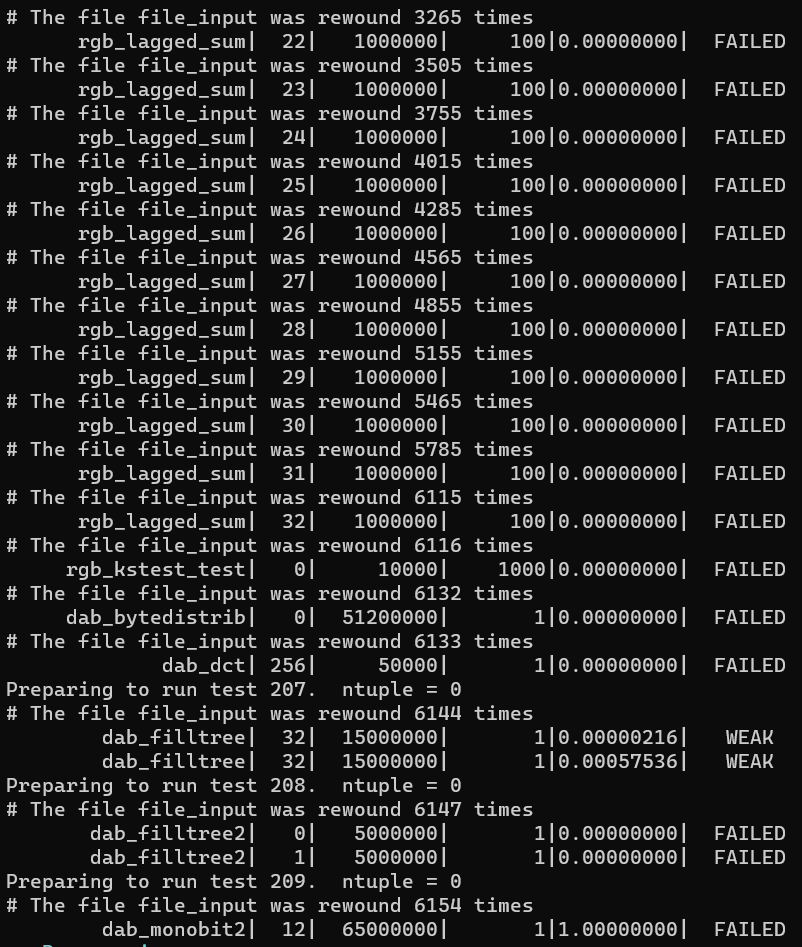 # The file file_input was rewound 3265 times
rgb_lagged_sum|  22|   1000000|     100|0.00000000|  FAILED
# The file file_input was rewound 3505 times
rgb_lagged_sum|  23|   1000000|     100|0.00000000|  FAILED
# The file file_input was rewound 3755 times
rgb_lagged_sum|  24|   1000000|     100|0.00000000|  FAILED
# The file file_input was rewound 4015 times
rgb_lagged_sum|  25|   1000000|     100|0.00000000|  FAILED
# The file file_input was rewound 4285 times
rgb_lagged_sum|  26|   1000000|     100|0.00000000|  FAILED
# The file file_input was rewound 4565 times
rgb_lagged_sum|  27|   1000000|     100|0.00000000|  FAILED
# The file file_input was rewound 4855 times
rgb_lagged_sum|  28|   1000000|     100|0.00000000|  FAILED
# The file file_input was rewound 5155 times
rgb_lagged_sum|  29|   1000000|     100|0.00000000|  FAILED
# The file file_input was rewound 5465 times
rgb_lagged_sum|  30|   1000000|     100|0.00000000|  FAILED
# The file file_input was rewound 5785 times
rgb_lagged_sum|  31|   1000000|     100|0.00000000|  FAILED
# The file file_input was rewound 6115 times
rgb_lagged_sum|  32|   1000000|     100|0.00000000|  FAILED
# The file file_input was rewound 6116 times
rgb_kstest_test|   0|     10000|    1000|0.00000000|  FAILED
# The file file_input was rewound 6132 times
dab_bytedistrib|   0|  51200000|       1|0.00000000|  FAILED
# The file file_input was rewound 6133 times
dab_dct| 256|     50000|       1|0.00000000|  FAILED
Preparing to run test 207.  ntuple = 0
# The file file_input was rewound 6144 times
dab_filltree|  32|  15000000|       1|0.00000216|   WEAK
dab_filltree|  32|  15000000|       1|0.00057536|   WEAK
Preparing to run test 208.  ntuple = 0
# The file file_input was rewound 6147 times
dab_filltree2|   0|   5000000|       1|0.00000000|  FAILED
dab_filltree2|   1|   5000000|       1|0.00000000|  FAILED
Preparing to run test 209.  ntuple = 0
# The file file_input was rewound 6154 times
dab_monobit2|  12|  65000000|       1|1.00000000|  FAILED